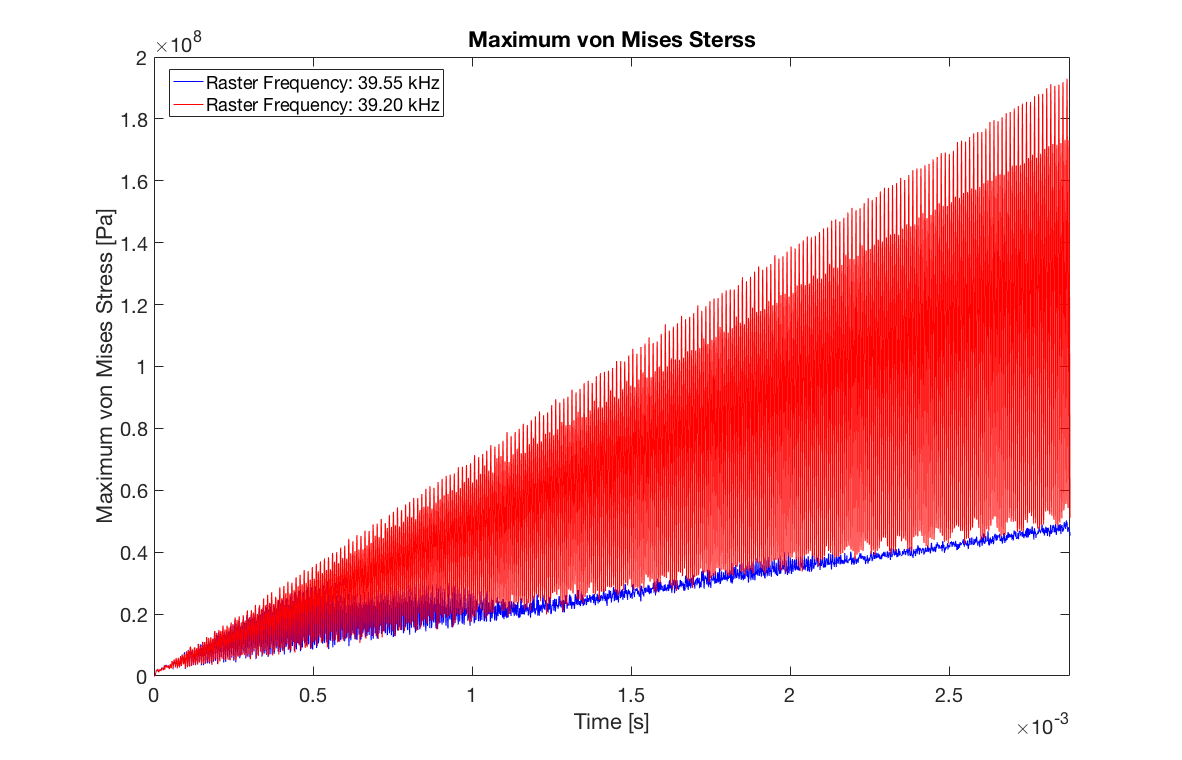 Maximum von Mises Sterss
×10^8
2
1.8
1.6
1.4
1.2
1
0.8
0.6
0.4
0.2
0
Maximum von Mises Stress [Pa]
Raster Frequency: 39.55 kHz
Raster Frequency: 39.20 kHz
0 0.5 1 1.5 2 2.5
Time [s]
×10^-3